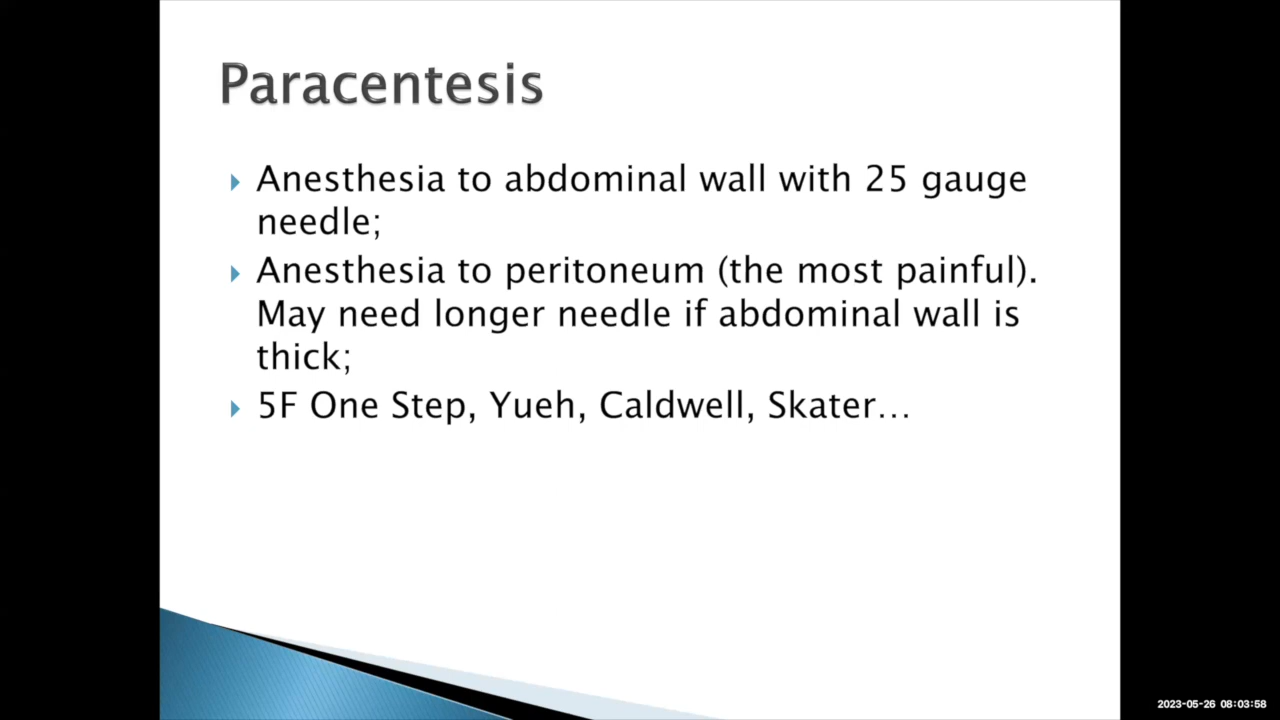 Paracentesis
Anesthesia to abdominal wall with 25 gauge
needle;
Anesthesia to peritoneum (the most painful).
May need longer needle if abdominal wall is
thick;
5F One Step, Yueh, Caldwell, Skater…
2023-05-26 08:03:58